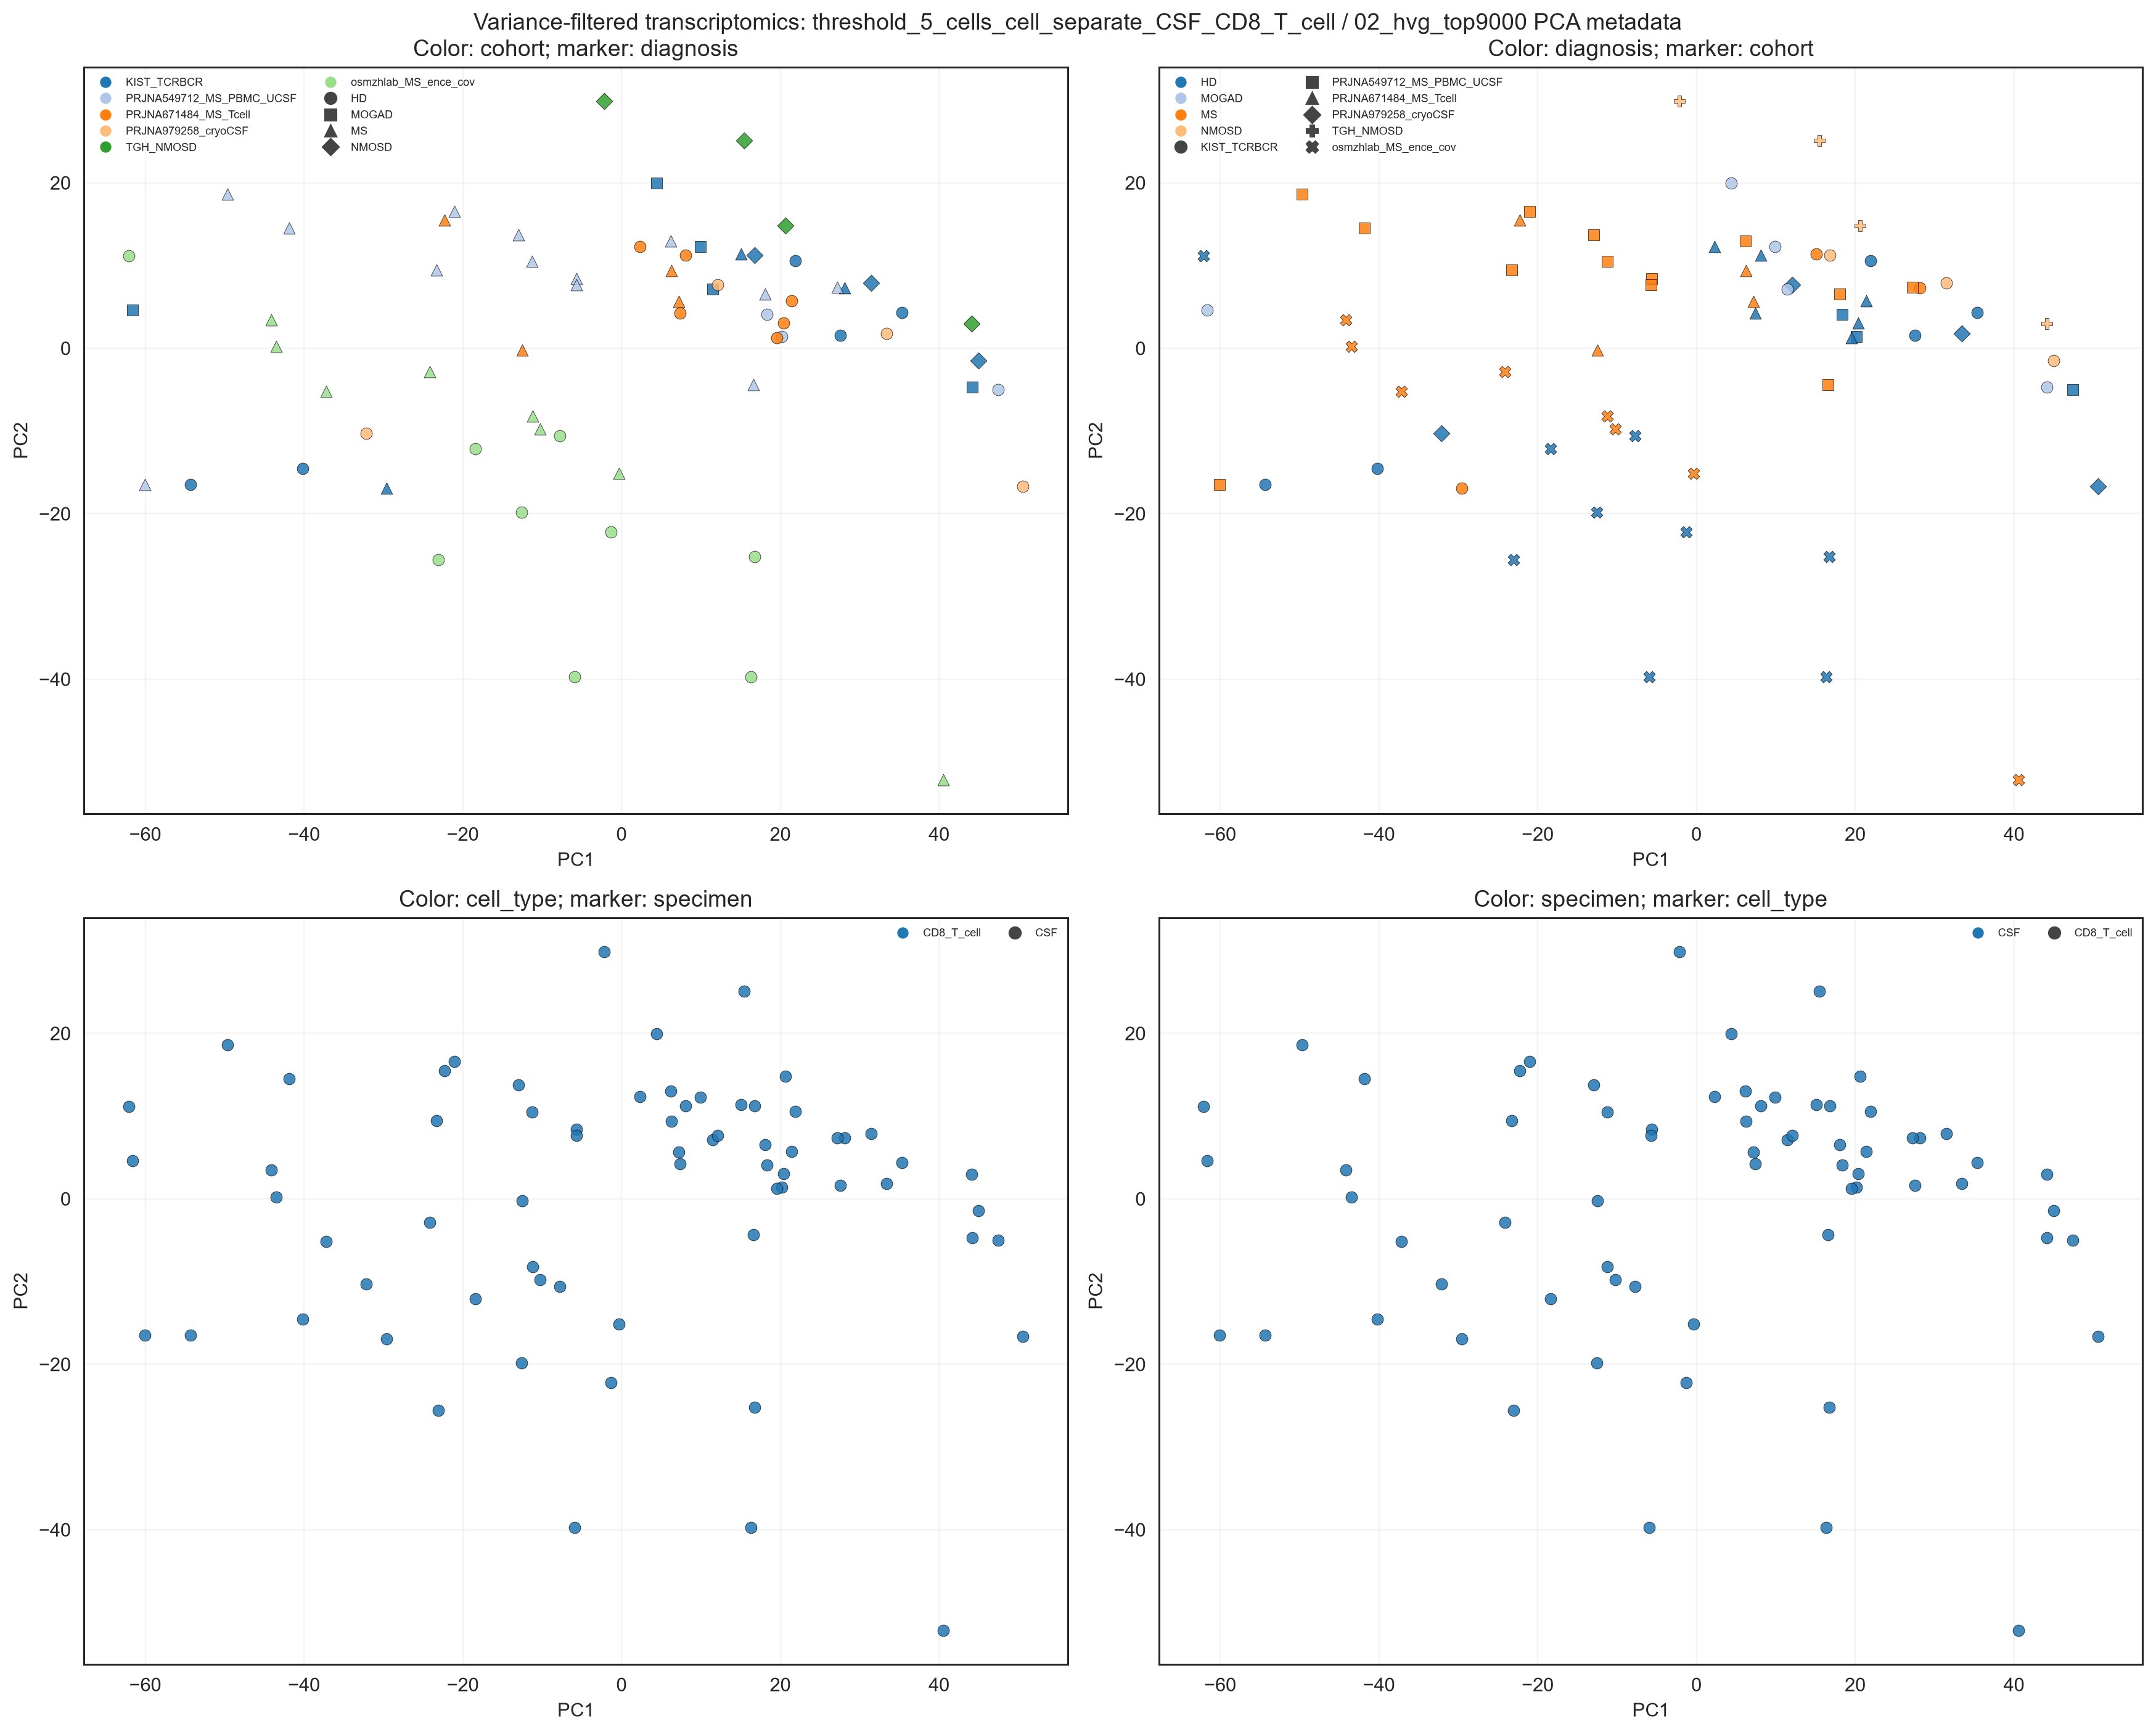 Variance-filtered transcriptomics: threshold_5_cells_cell_separate_CSF_CD8_T_cell / 02_hvg_top9000 PCA metadata
Color: cohort; marker: diagnosis
KIST_TCRBCR
PRJNA549712_MS_PBMC_UCSF
PRJNA671484_MS_Tcell
PRJNA979258_cryoCSF
TGH_NMOSD
osmzhlab_MS_ence_cov
HD
MOGAD
MS
NMOSD
20
0
−20
−40
PC2
−60 −40 −20 0 20 40
PC1
Color: diagnosis; marker: cohort
HD
MOGAD
MS
NMOSD
KIST_TCRBCR
PRJNA549712_MS_PBMC_UCSF
PRJNA671484_MS_Tcell
PRJNA979258_cryoCSF
TGH_NMOSD
osmzhlab_MS_ence_cov
20
0
−20
−40
PC2
−60 −40 −20 0 20 40
PC1
Color: cell_type; marker: specimen
CD8_T_cell CSF
20
0
−20
−40
PC2
−60 −40 −20 0 20 40
PC1
Color: specimen; marker: cell_type
CSF CD8_T_cell
20
0
−20
−40
PC2
−60 −40 −20 0 20 40
PC1